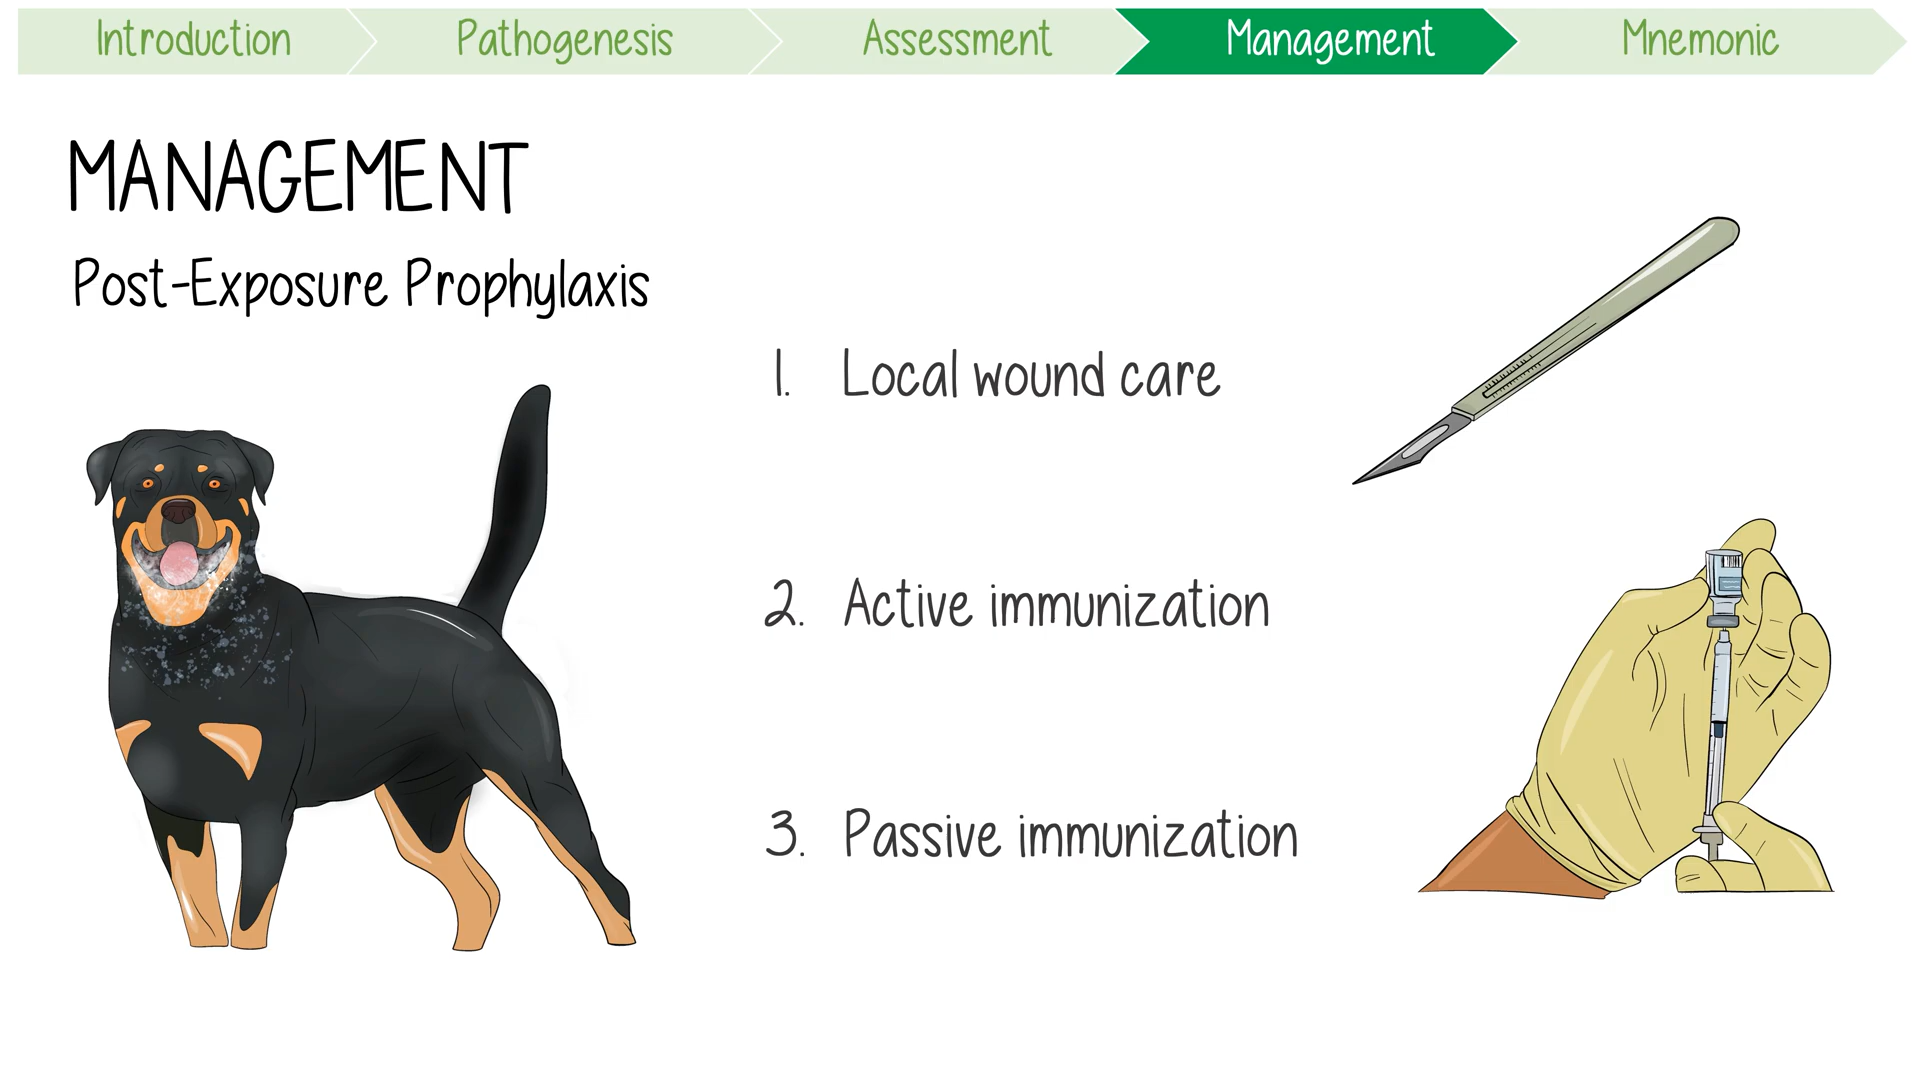 Introduction
Pathogenesis
Assessment
Management
Mnemonic
MANAGEMENT
Post-Exposure Prophylaxis
1. Local wound care
2. Active immunization
3. Passive immunization